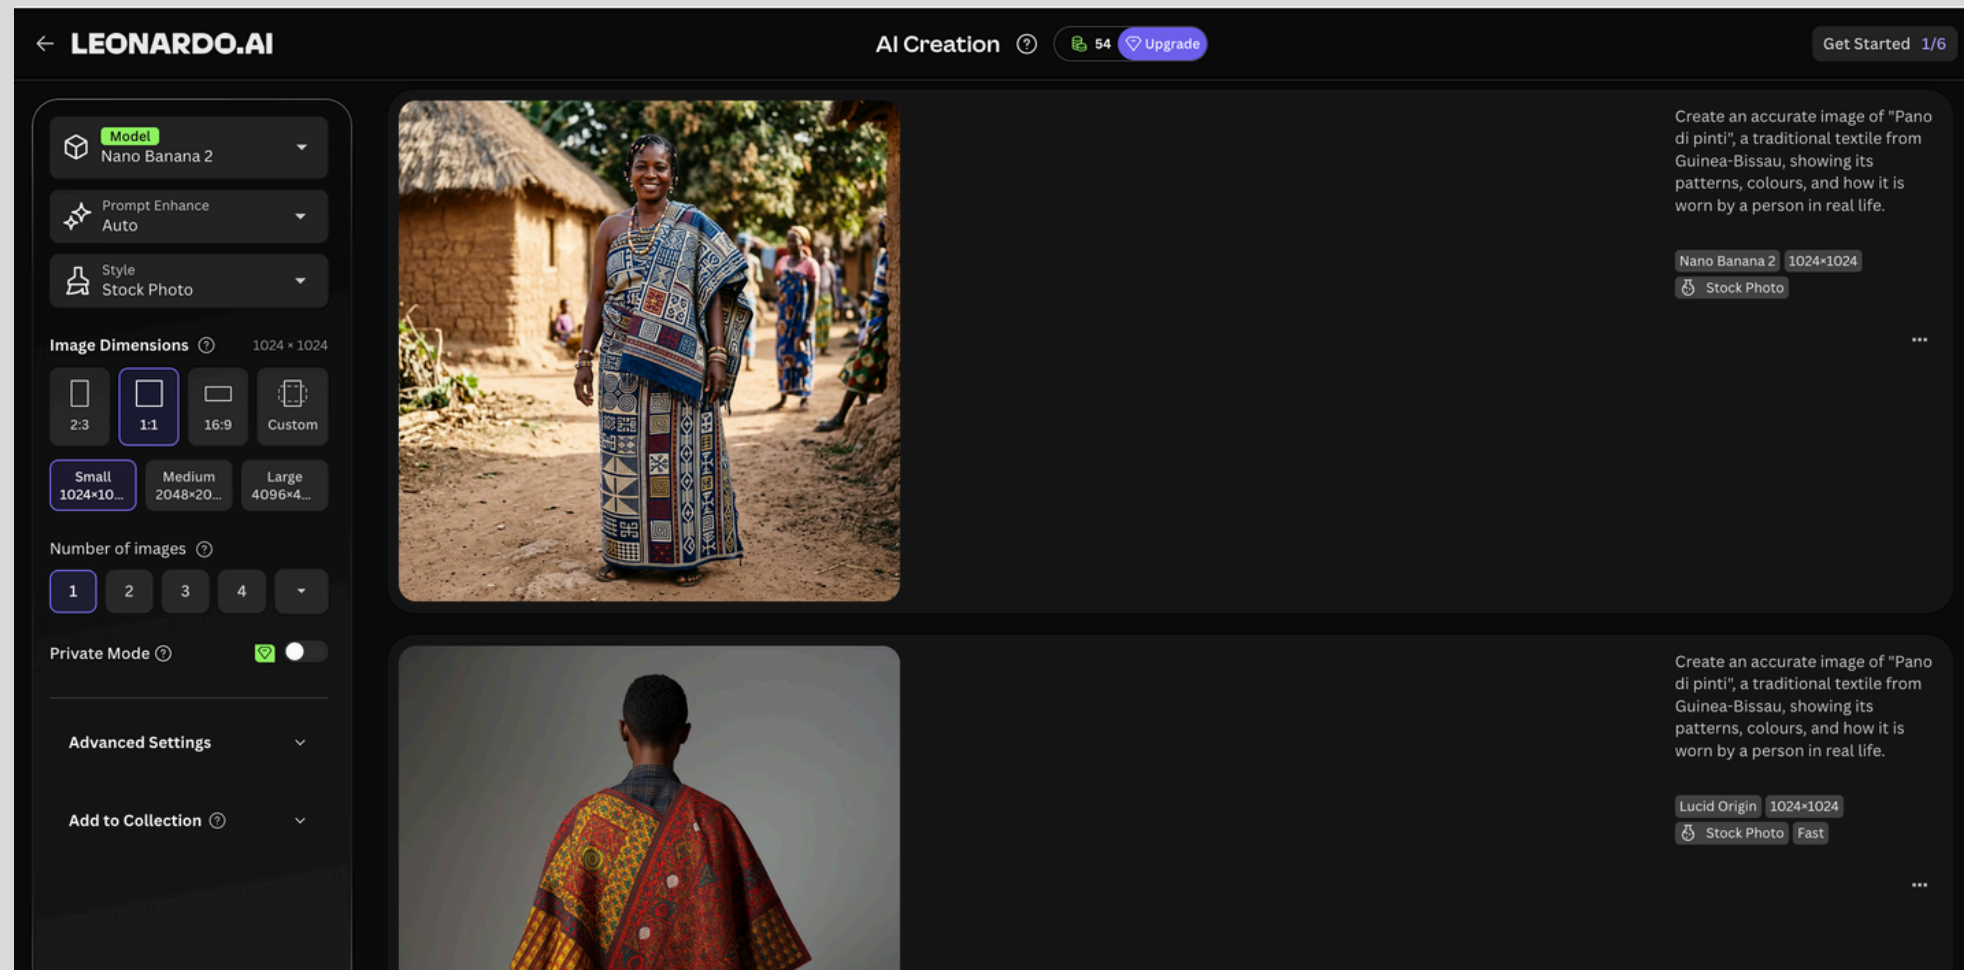 LEONARDO.AI
AI Creation
54
Upgrade
Get Started 1/6
Model
Nano Banana 2
Prompt Enhance
Auto
Style
Stock Photo
Image Dimensions
1024 × 1024
2:3
1:1
16:9
Custom
Small
1024×10...
Medium
2048×20...
Large
4096×4...
Number of images
1
2
3
4
Private Mode
Advanced Settings
Add to Collection
Create an accurate image of "Pano
di pinti", a traditional textile from
Guinea-Bissau, showing its
patterns, colours, and how it is
worn by a person in real life.
Nano Banana 2 1024×1024
Stock Photo
Create an accurate image of "Pano
di pinti", a traditional textile from
Guinea-Bissau, showing its
patterns, colours, and how it is
worn by a person in real life.
Lucid Origin 1024×1024
Stock Photo Fast